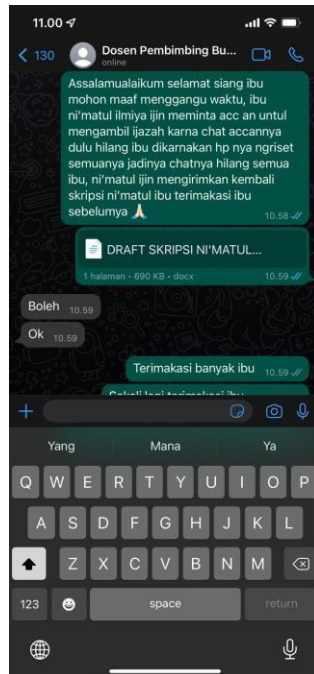 11.00
130
Dosen Pembimbing Bu...
online
Assalamualaikum selamat siang ibu
mohon maaf menggangu waktu, ibu
ni'matul ilmiya ijin meminta acc an untul
mengambil ijazah karna chat accannya
dulu hilang ibu dikarnakan hp nya ngriset
semuanya jadinya chatnya hilang semua
ibu, ni'matul ijin mengirimkan kembali
skripsi ni'matul ibu terimakasi ibu
sebelumya 🙏
10.58
DRAFT SKRIPSI NI'MATUL...
1 halaman • 690 KB • docx
10.59
Boleh 10.59
Ok 10.59
Terimakasi banyak ibu 10.59
Sekali lagi terimakasi ibu
Yang Mana Ya
Q W E R T Y U I O P
A S D F G H J K L
Z X C V B N M
123 space return